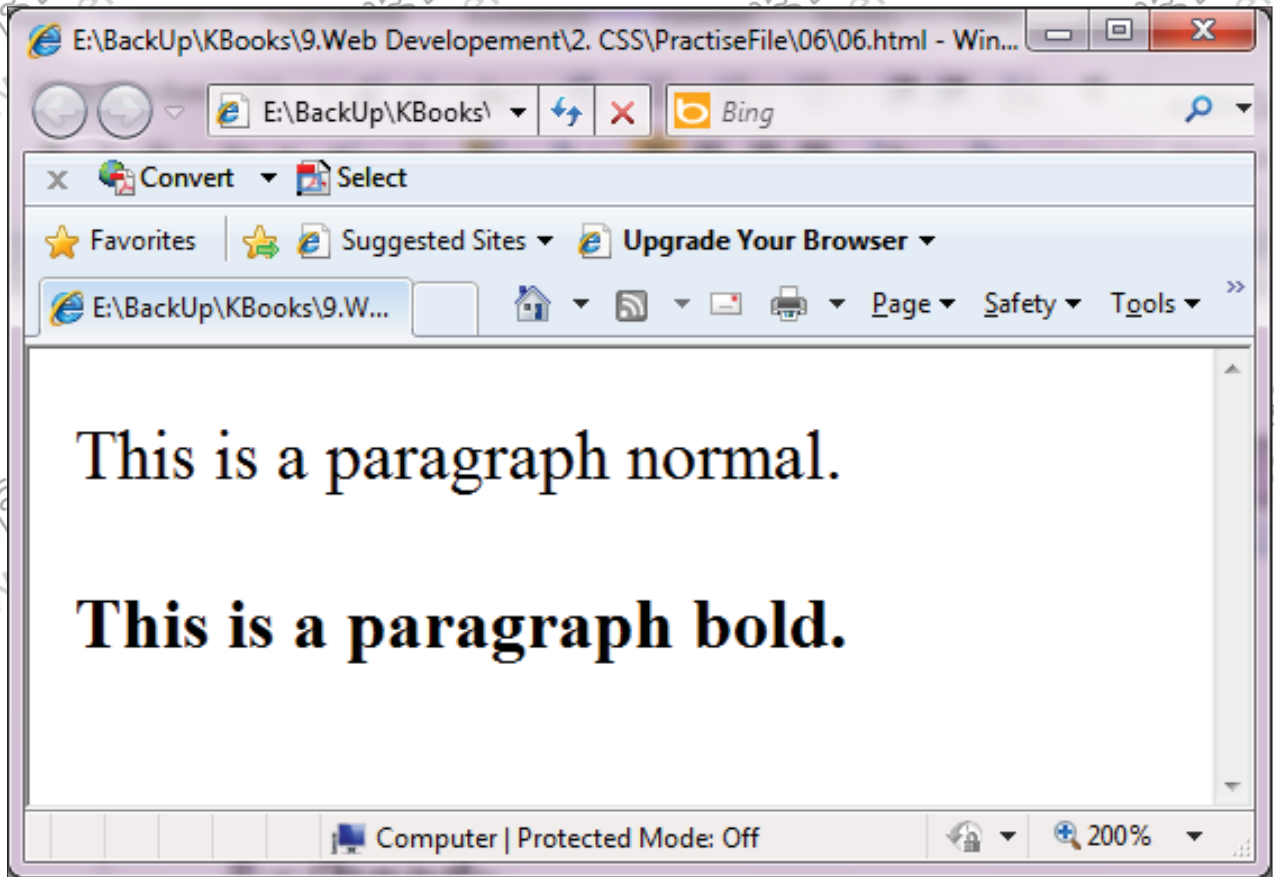 E:\BackUp\KBooks\9.Web Developement\2. CSS\PractiseFile\06\06.html - Win...
E:\BackUp\KBooks\ Bing
x Convert Select
Favorites Suggested Sites Upgrade Your Browser
E:\BackUp\KBooks\9.W... Page Safety Tools »
This is a paragraph normal.
This is a paragraph bold.
Computer | Protected Mode: Off 200%